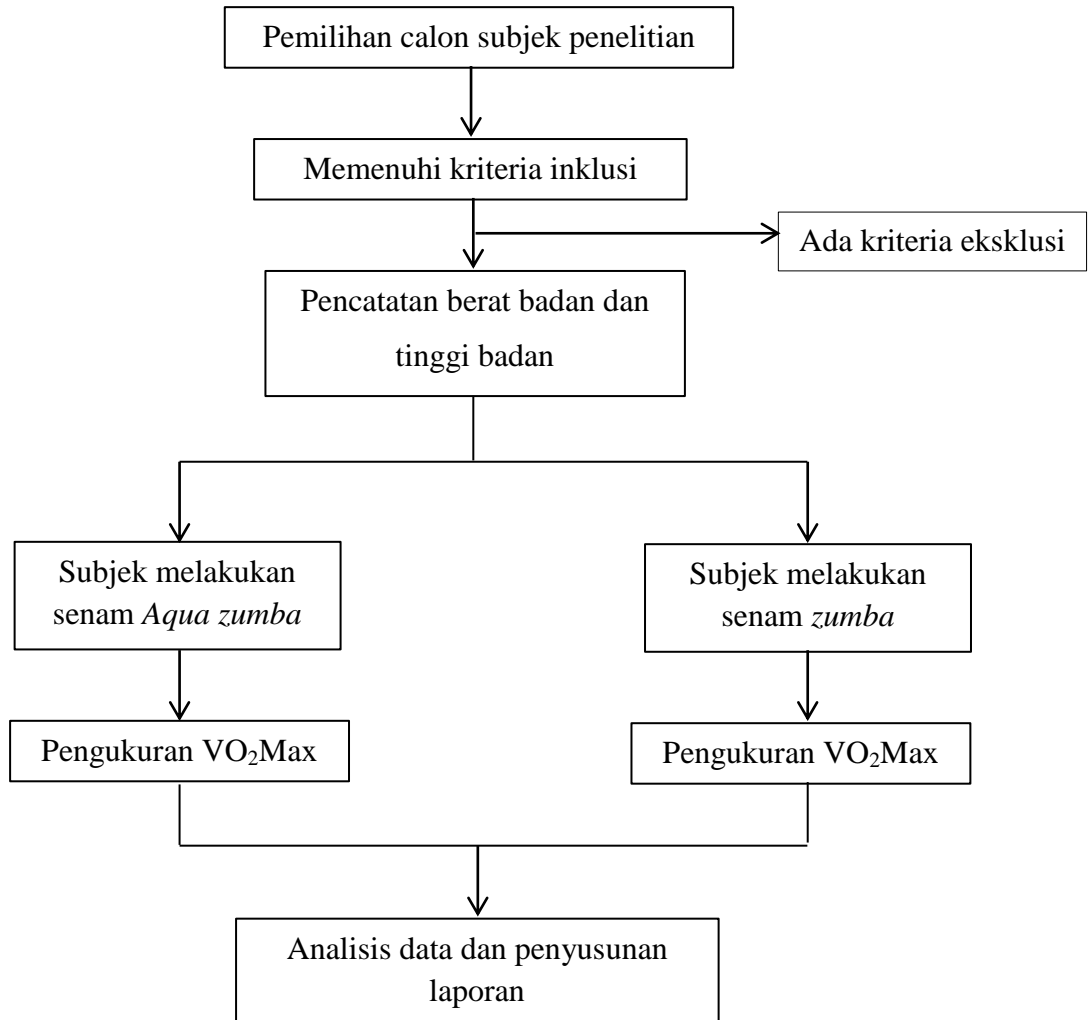 Pemilihan calon subjek penelitian
Memenuhi kriteria inklusi
Ada kriteria eksklusi
Pencatatan berat badan dan
tinggi badan
Subjek melakukan
senam Aqua zumba
Subjek melakukan
senam zumba
Pengukuran VO₂Max
Pengukuran VO₂Max
Analisis data dan penyusunan
laporan